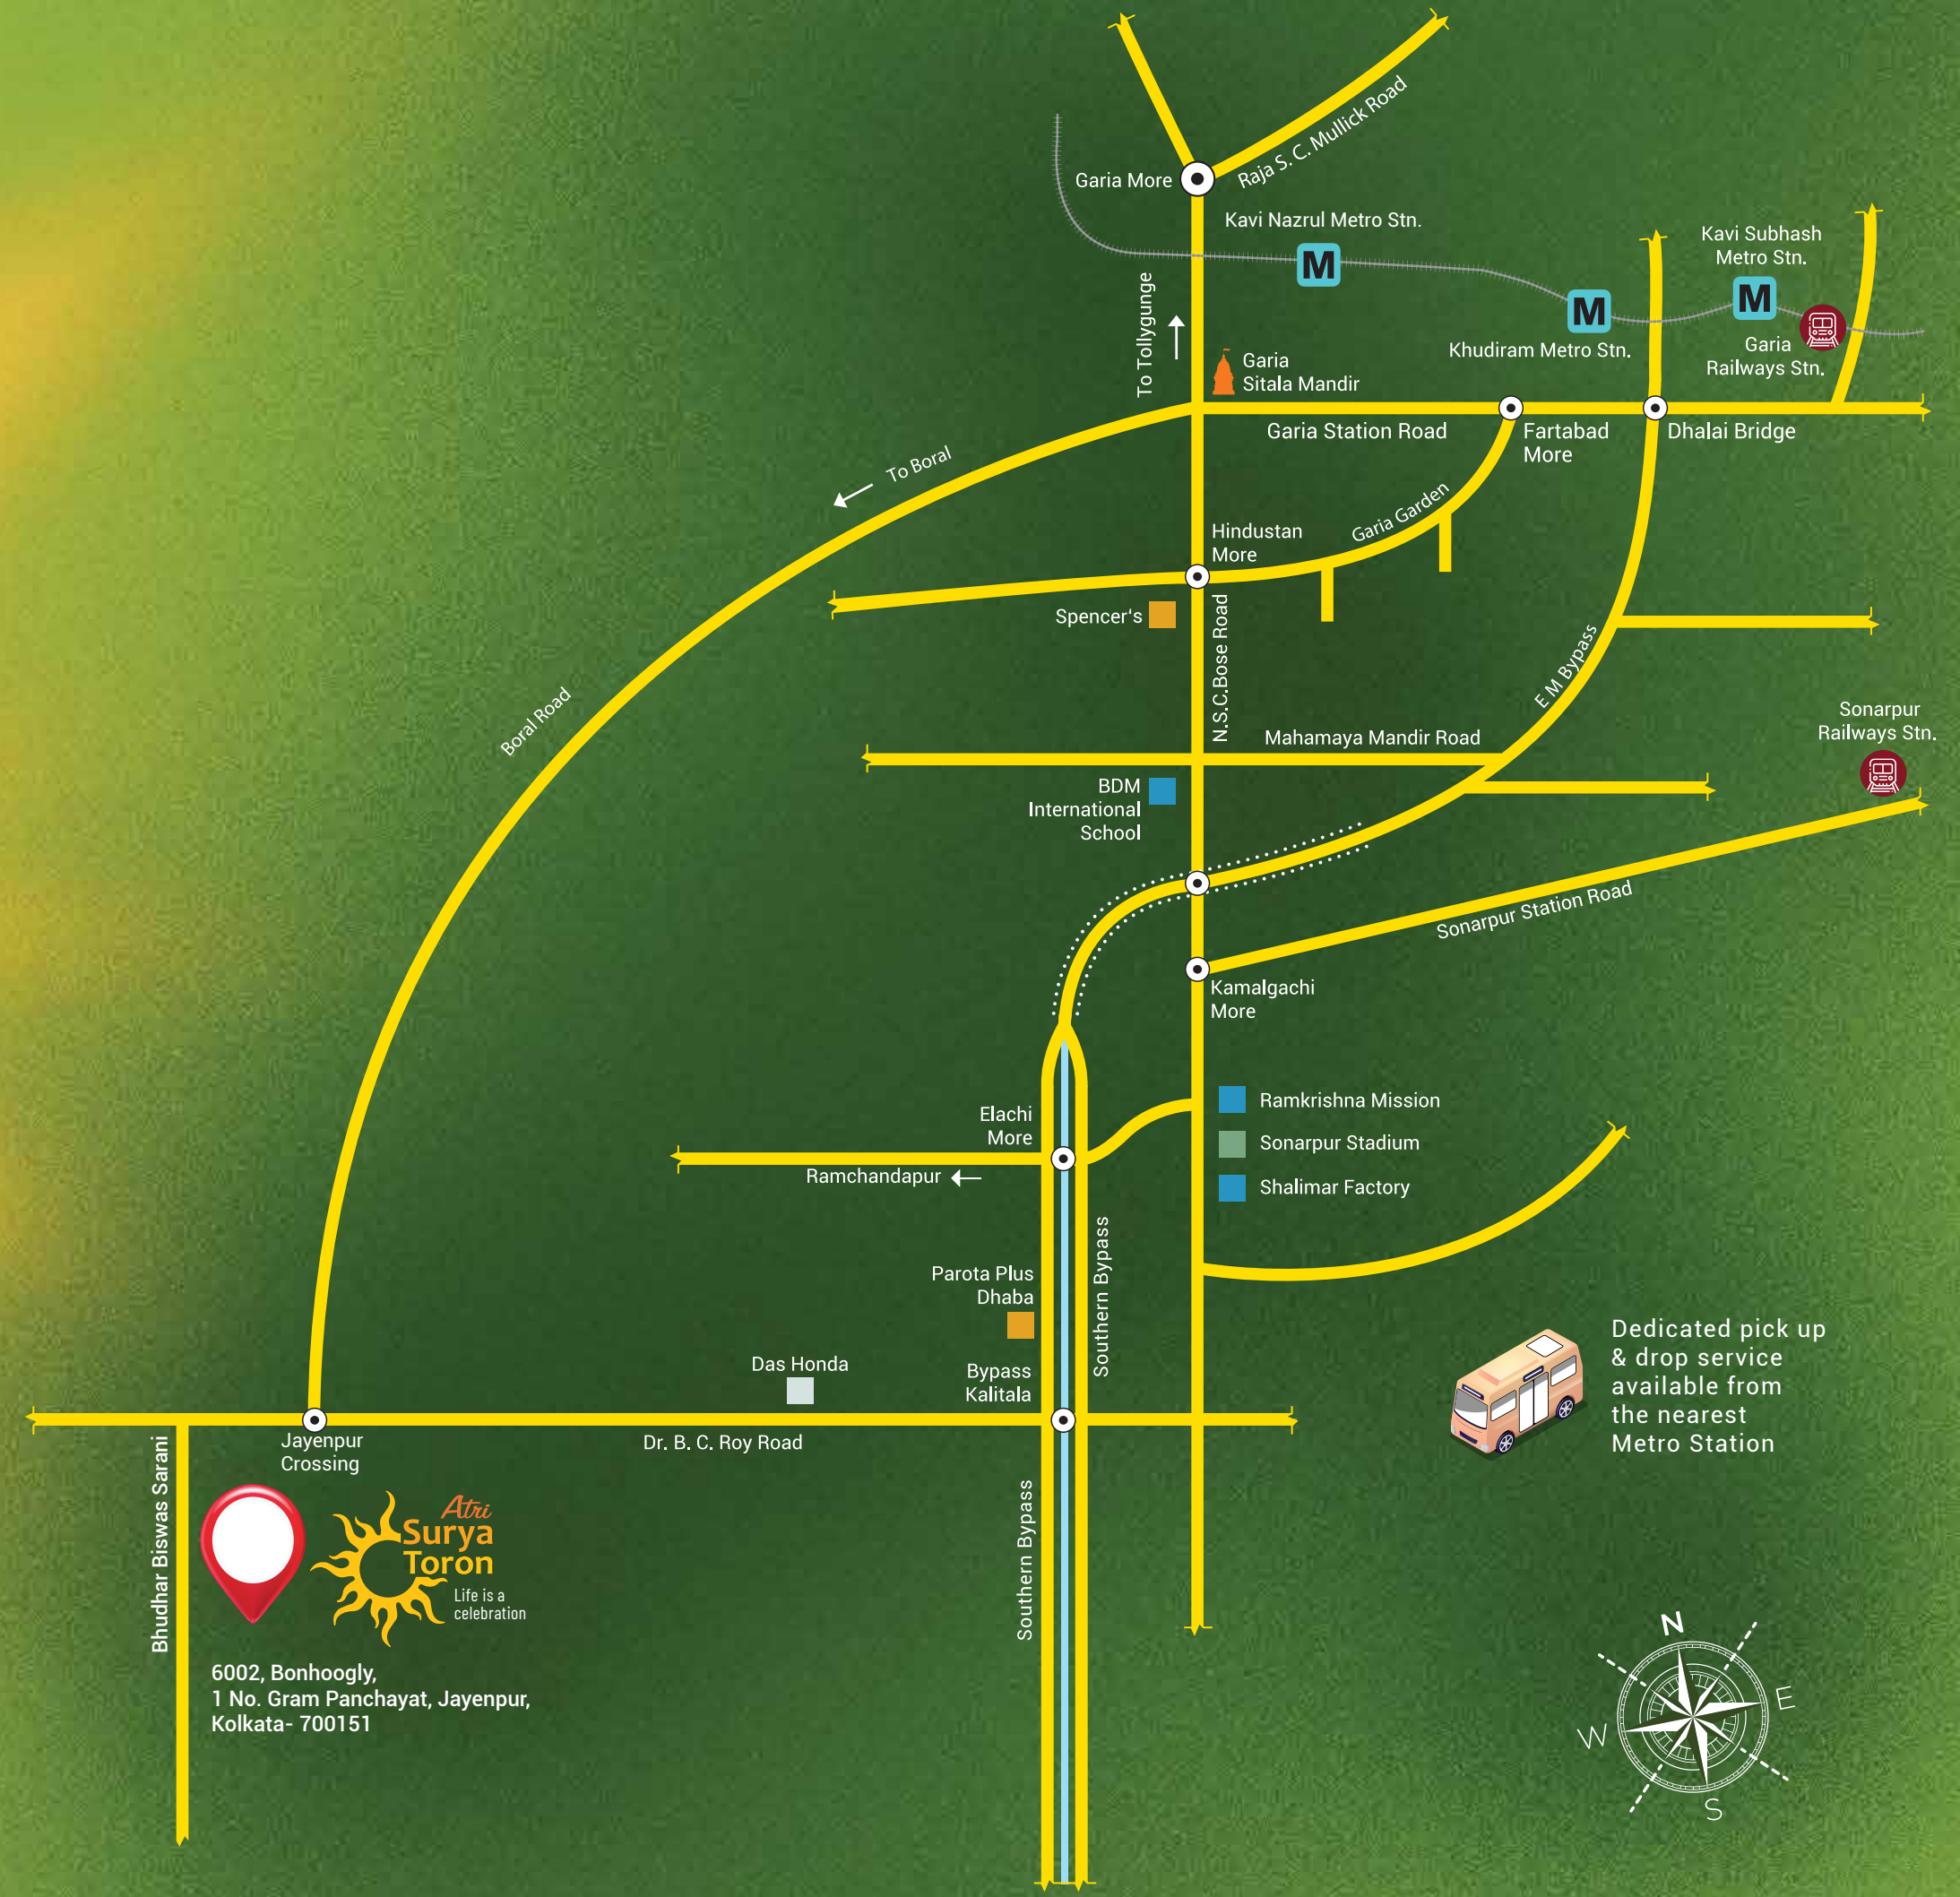 Raja S. C. Mullick Road
Garia More
Kavi Nazrul Metro Stn.
M
Kavi Subhash
Metro Stn.
M
M
Khudiram Metro Stn.
Garia
Railways Stn.
To Tollygunge
Garia
Sitala Mandir
Garia Station Road
Fartabad
More
Dhalai Bridge
To Boral
Garia Garden
Hindustan
More
Spencer's
N.S.C.Bose Road
E M Bypass
Boral Road
Mahamaya Mandir Road
Sonarpur
Railways Stn.
BDM
International
School
Sonarpur Station Road
Kamalgachi
More
Elachi
More
Ramchandapur
Ramkrishna Mission
Sonarpur Stadium
Shalimar Factory
Southern Bypass
Parota Plus
Dhaba
Das Honda
Bypass
Kalitala
Dedicated pick up
& drop service
available from
the nearest
Metro Station
Jayenpur
Crossing
Dr. B. C. Roy Road
Bhudhar Biswas Sarani
Southern Bypass
Atri
Surya
Toron
Life is a
celebration
6002, Bonhoogly,
1 No. Gram Panchayat, Jayenpur,
Kolkata- 700151
N
E
W
S